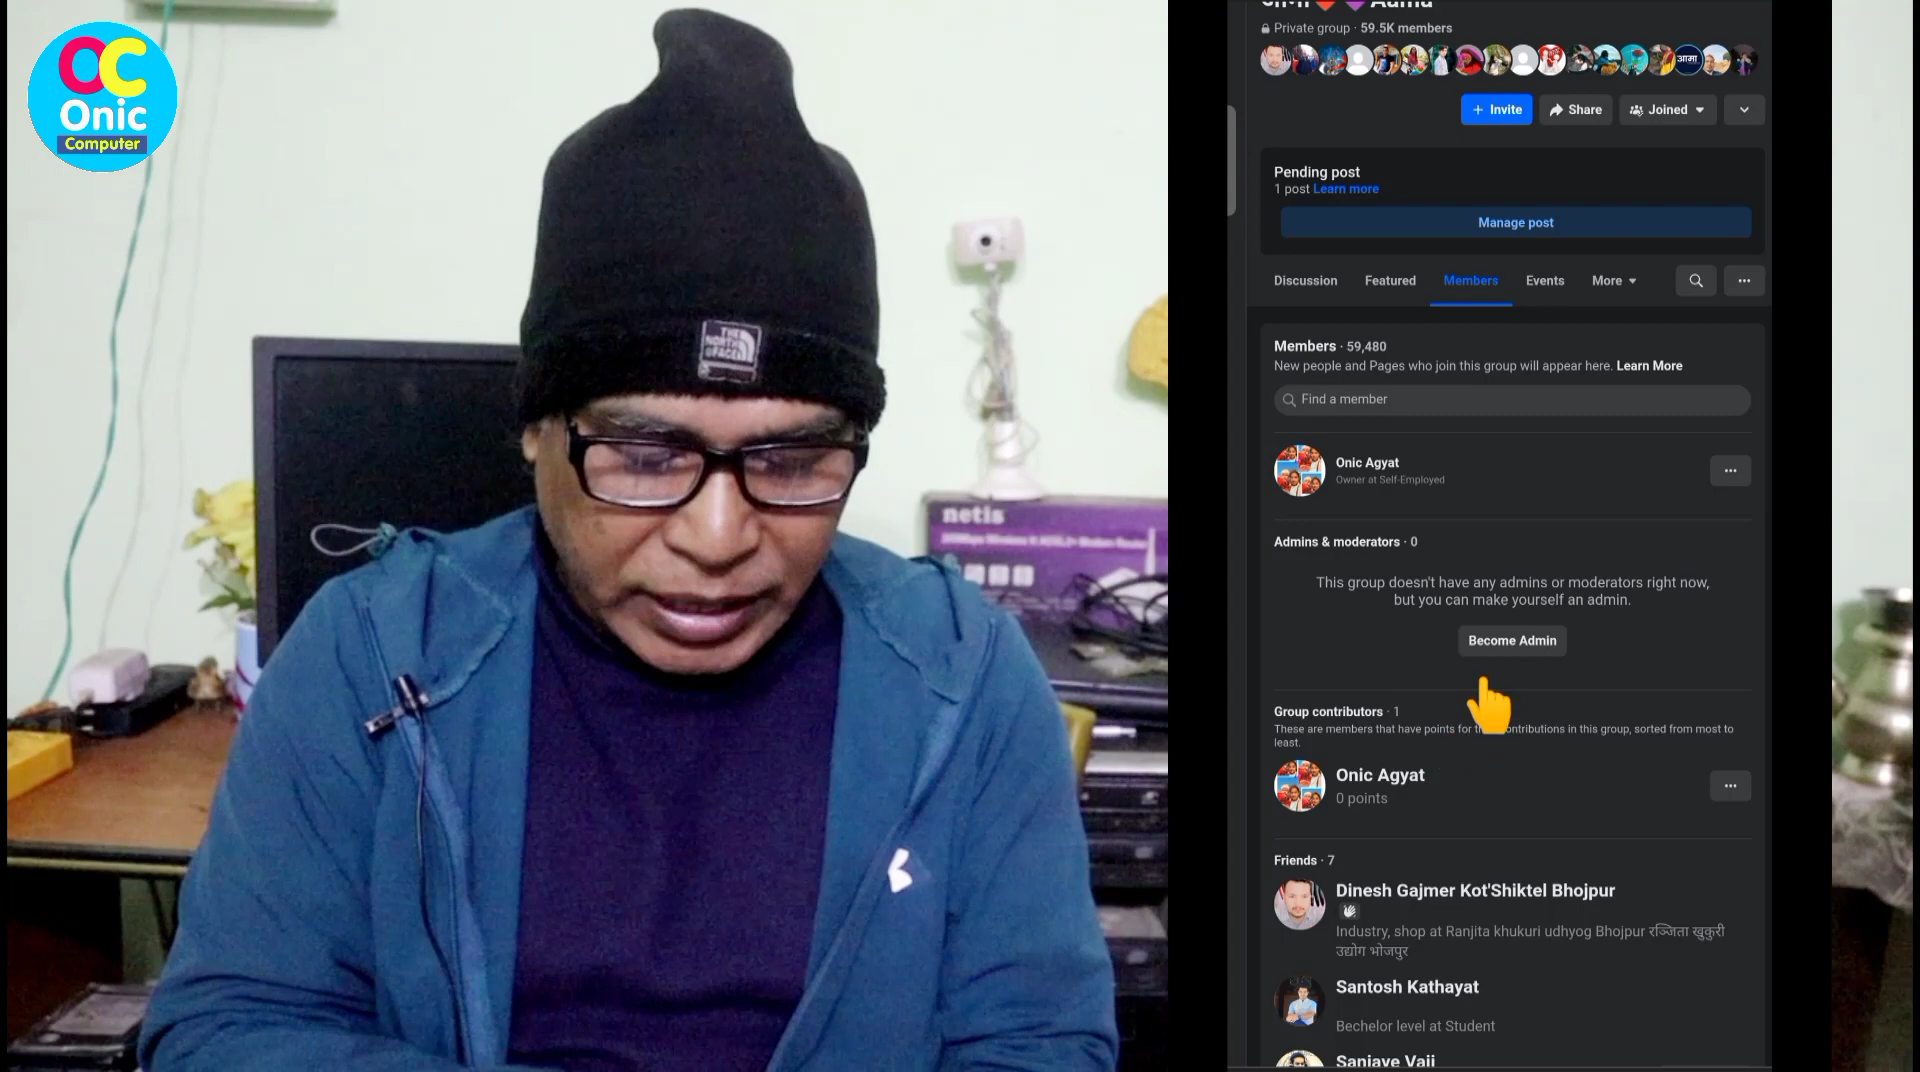 OC
Onic
Computer
THE
NORTH
FACE
netis
Aama
Private group · 59.5K members
आमा
+ Invite
Share
Joined
Pending post
1 post Learn more
Manage post
Discussion
Featured
Members
Events
More
Members · 59,480
New people and Pages who join this group will appear here. Learn More
Find a member
Onic Agyat
Owner at Self-Employed
Admins & moderators · 0
This group doesn't have any admins or moderators right now,
but you can make yourself an admin.
Become Admin
Group contributors · 1
These are members that have points for contributions in this group, sorted from most to
least.
Onic Agyat
0 points
Friends · 7
Dinesh Gajmer Kot'Shiktel Bhojpur
Industry, shop at Ranjita khukuri udhyog Bhojpur रञ्जिता खुकुरी
उद्योग भोजपुर
Santosh Kathayat
Bechelor level at Student